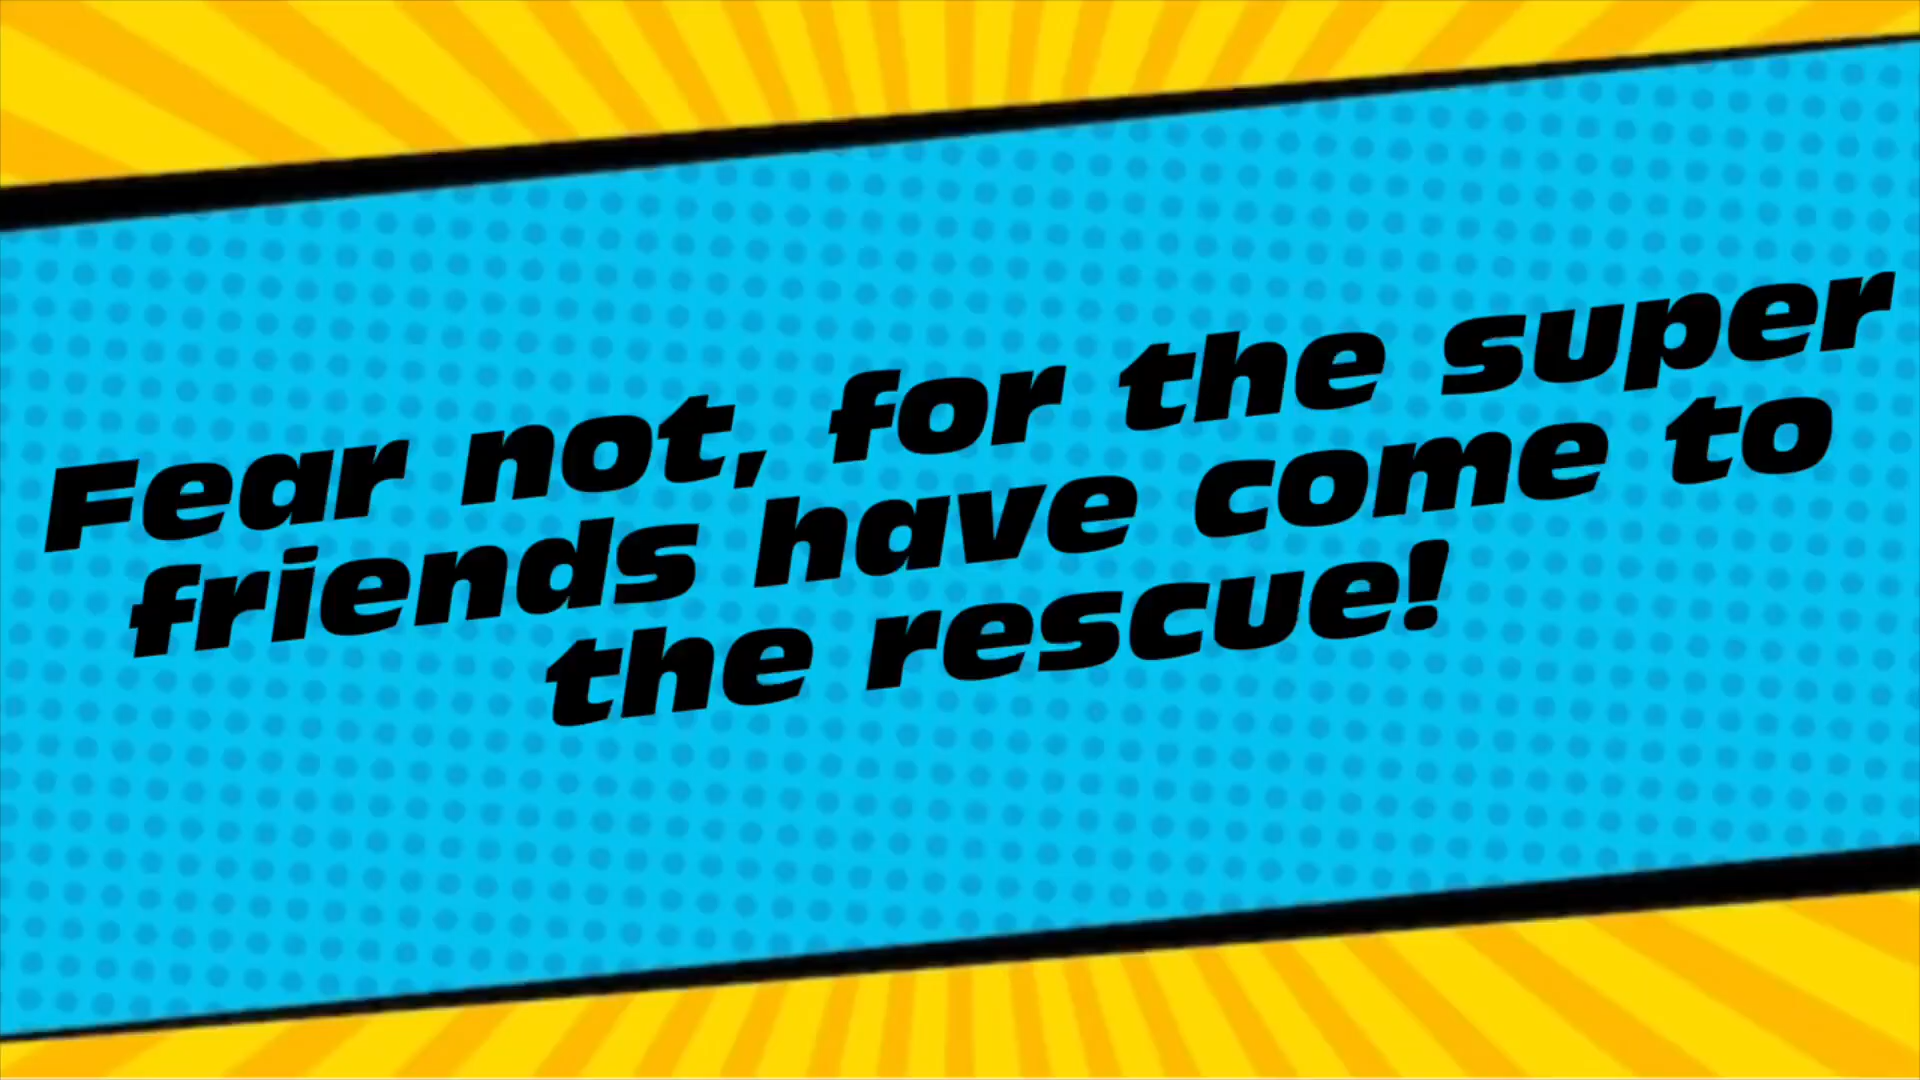 Fear not, for the super
friends have come to
the rescue!